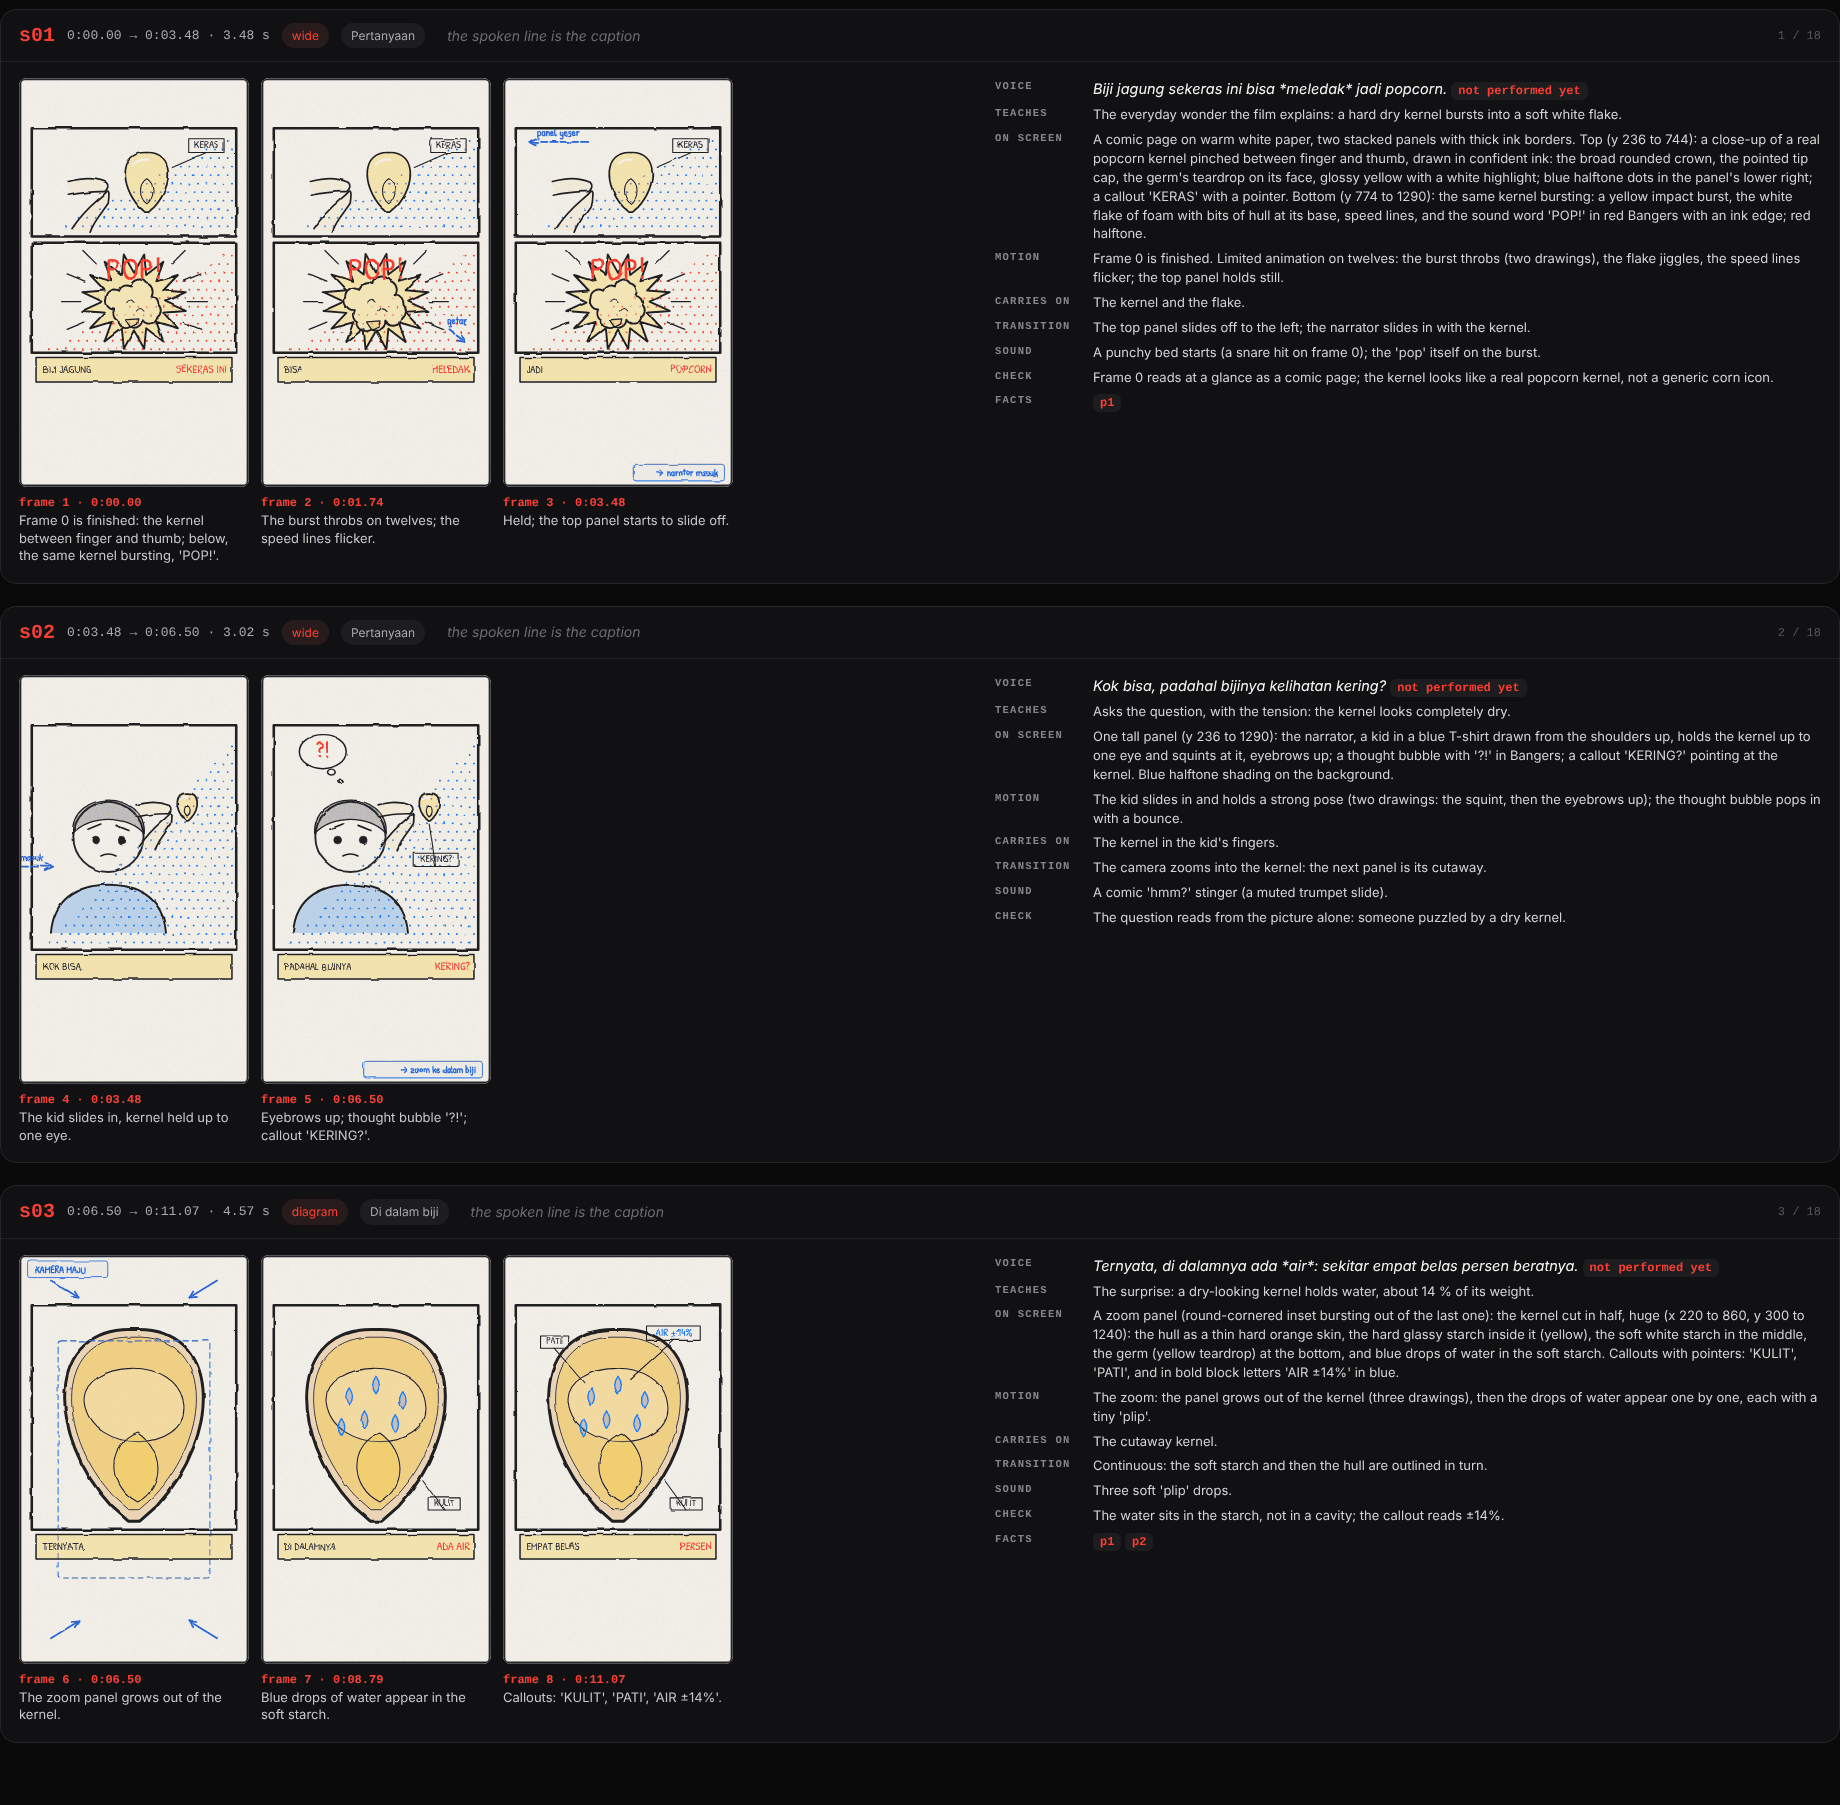 s01 0:00.00 → 0:03.48 · 3.48 s wide Pertanyaan the spoken line is the caption 1 / 18
KERAS
POP!
BIJI JAGUNG SEKERAS INI
KERAS
POP!
getar
BISA MELEDAK
panel geser
KERAS
POP!
JADI POPCORN
→ narator masuk
frame 1 · 0:00.00
Frame 0 is finished: the kernel
between finger and thumb; below,
the same kernel bursting, 'POP!'.
frame 2 · 0:01.74
The burst throbs on twelves; the
speed lines flicker.
frame 3 · 0:03.48
Held; the top panel starts to slide off.
VOICE Biji jagung sekeras ini bisa *meledak* jadi popcorn. not performed yet
TEACHES The everyday wonder the film explains: a hard dry kernel bursts into a soft white flake.
ON SCREEN A comic page on warm white paper, two stacked panels with thick ink borders. Top (y 236 to 744): a close-up of a real
popcorn kernel pinched between finger and thumb, drawn in confident ink: the broad rounded crown, the pointed tip
cap, the germ's teardrop on its face, glossy yellow with a white highlight; blue halftone dots in the panel's lower right;
a callout 'KERAS' with a pointer. Bottom (y 774 to 1290): the same kernel bursting: a yellow impact burst, the white
flake of foam with bits of hull at its base, speed lines, and the sound word 'POP!' in red Bangers with an ink edge; red
halftone.
MOTION Frame 0 is finished. Limited animation on twelves: the burst throbs (two drawings), the flake jiggles, the speed lines
flicker; the top panel holds still.
CARRIES ON The kernel and the flake.
TRANSITION The top panel slides off to the left; the narrator slides in with the kernel.
SOUND A punchy bed starts (a snare hit on frame 0); the 'pop' itself on the burst.
CHECK Frame 0 reads at a glance as a comic page; the kernel looks like a real popcorn kernel, not a generic corn icon.
FACTS p1
s02 0:03.48 → 0:06.50 · 3.02 s wide Pertanyaan the spoken line is the caption 2 / 18
masuk
KOK BISA,
?!
KERING?
PADAHAL BIJINYA KERING?
→ zoom ke dalam biji
frame 4 · 0:03.48
The kid slides in, kernel held up to
one eye.
frame 5 · 0:06.50
Eyebrows up; thought bubble '?!';
callout 'KERING?'.
VOICE Kok bisa, padahal bijinya kelihatan kering? not performed yet
TEACHES Asks the question, with the tension: the kernel looks completely dry.
ON SCREEN One tall panel (y 236 to 1290): the narrator, a kid in a blue T-shirt drawn from the shoulders up, holds the kernel up to
one eye and squints at it, eyebrows up; a thought bubble with '?!' in Bangers; a callout 'KERING?' pointing at the
kernel. Blue halftone shading on the background.
MOTION The kid slides in and holds a strong pose (two drawings: the squint, then the eyebrows up); the thought bubble pops in
with a bounce.
CARRIES ON The kernel in the kid's fingers.
TRANSITION The camera zooms into the kernel: the next panel is its cutaway.
SOUND A comic 'hmm?' stinger (a muted trumpet slide).
CHECK The question reads from the picture alone: someone puzzled by a dry kernel.
s03 0:06.50 → 0:11.07 · 4.57 s diagram Di dalam biji the spoken line is the caption 3 / 18
KAMERA MAJU
TERNYATA,
KULIT
DI DALAMNYA ADA AIR
PATI
AIR ±14%
KULIT
EMPAT BELAS PERSEN
frame 6 · 0:06.50
The zoom panel grows out of the
kernel.
frame 7 · 0:08.79
Blue drops of water appear in the
soft starch.
frame 8 · 0:11.07
Callouts: 'KULIT', 'PATI', 'AIR ±14%'.
VOICE Ternyata, di dalamnya ada *air*: sekitar empat belas persen beratnya. not performed yet
TEACHES The surprise: a dry-looking kernel holds water, about 14 % of its weight.
ON SCREEN A zoom panel (round-cornered inset bursting out of the last one): the kernel cut in half, huge (x 220 to 860, y 300 to
1240): the hull as a thin hard orange skin, the hard glassy starch inside it (yellow), the soft white starch in the middle,
the germ (yellow teardrop) at the bottom, and blue drops of water in the soft starch. Callouts with pointers: 'KULIT',
'PATI', and in bold block letters 'AIR ±14%' in blue.
MOTION The zoom: the panel grows out of the kernel (three drawings), then the drops of water appear one by one, each with a
tiny 'plip'.
CARRIES ON The cutaway kernel.
TRANSITION Continuous: the soft starch and then the hull are outlined in turn.
SOUND Three soft 'plip' drops.
CHECK The water sits in the starch, not in a cavity; the callout reads ±14%.
FACTS p1 p2